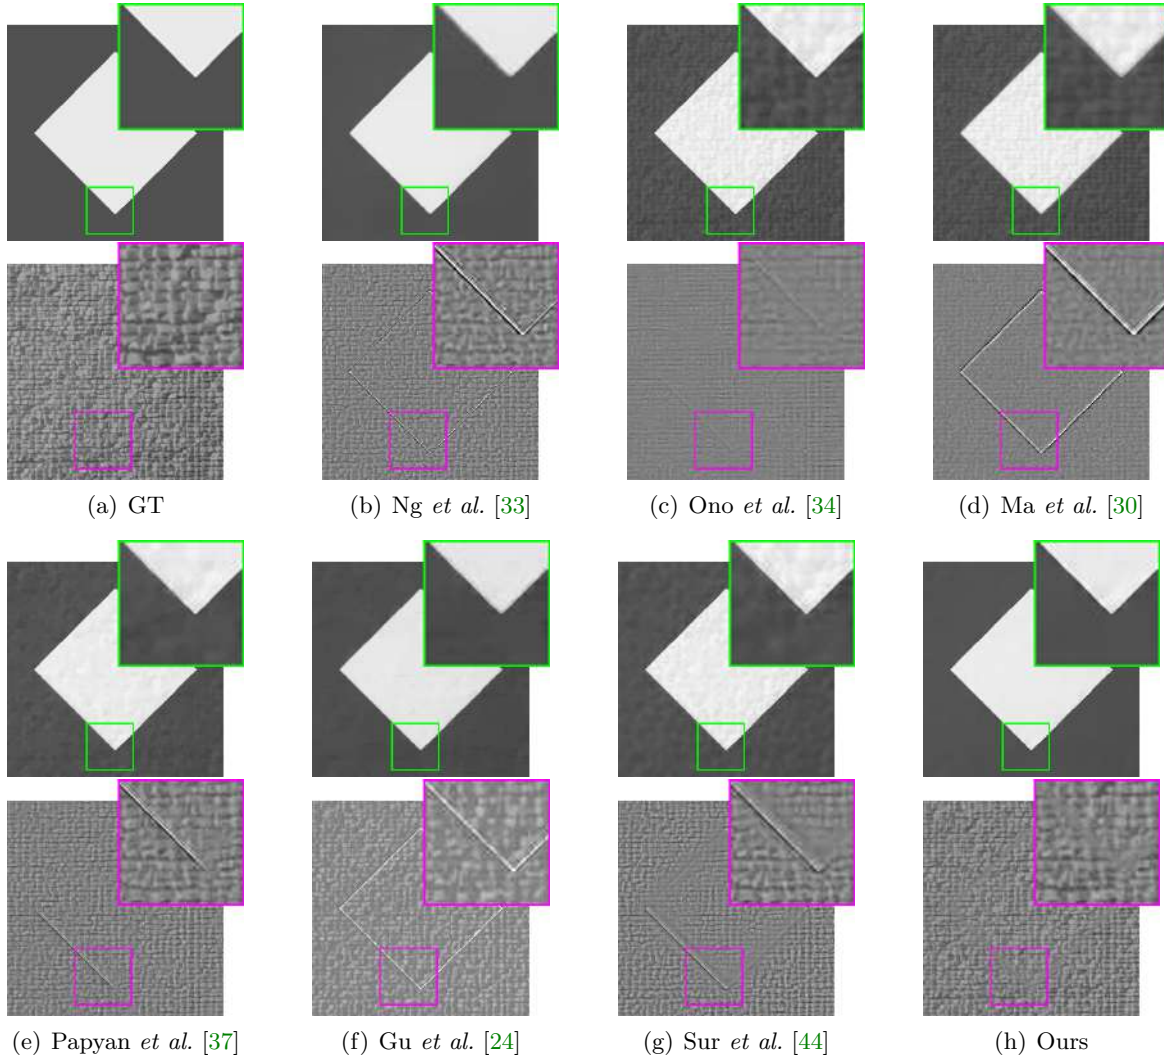 (a) GT
(b) Ng et al. [33]
(c) Ono et al. [34]
(d) Ma et al. [30]
(e) Papyan et al. [37]
(f) Gu et al. [24]
(g) Sur et al. [44]
(h) Ours